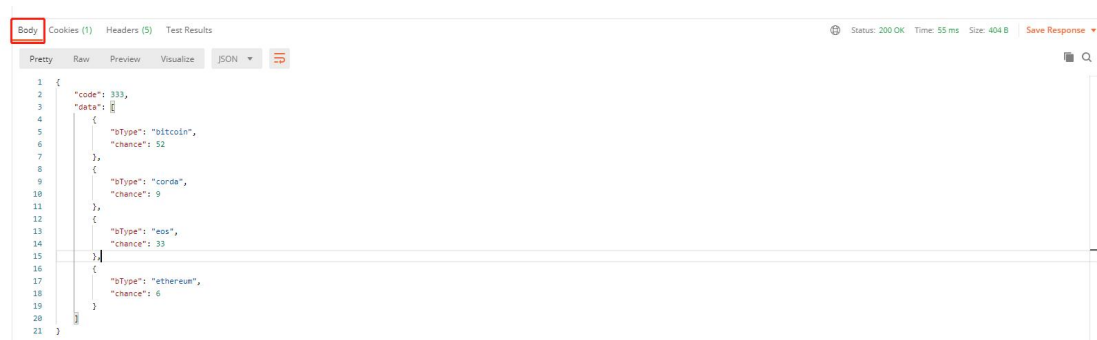 Body Cookies (1) Headers (5) Test Results Status: 200 OK Time: 55 ms Size: 404 B Save Response
Pretty Raw Preview Visualize JSON
1 {
2 "code": 333,
3 "data": [
4 {
5 "bType": "bitcoin",
6 "chance": 52
7 },
8 {
9 "bType": "corda",
10 "chance": 9
11 },
12 {
13 "bType": "eos",
14 "chance": 33
15 },
16 {
17 "bType": "ethereum",
18 "chance": 6
19 }
20 ]
21 }